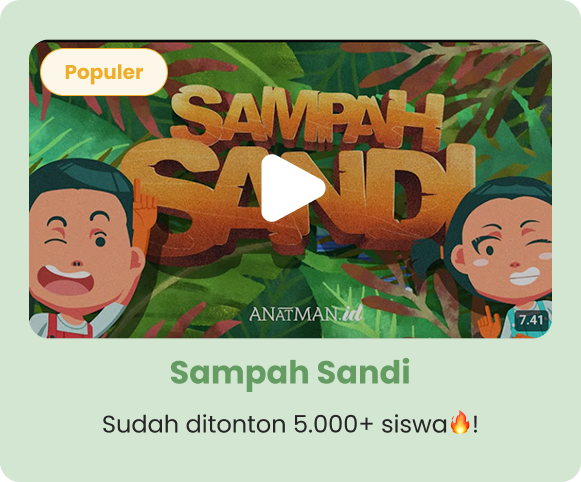 Populer
SAMPAH
SANDI
ANATMAN.id
7.41
Sampah Sandi
Sudah ditonton 5.000+ siswa🔥!